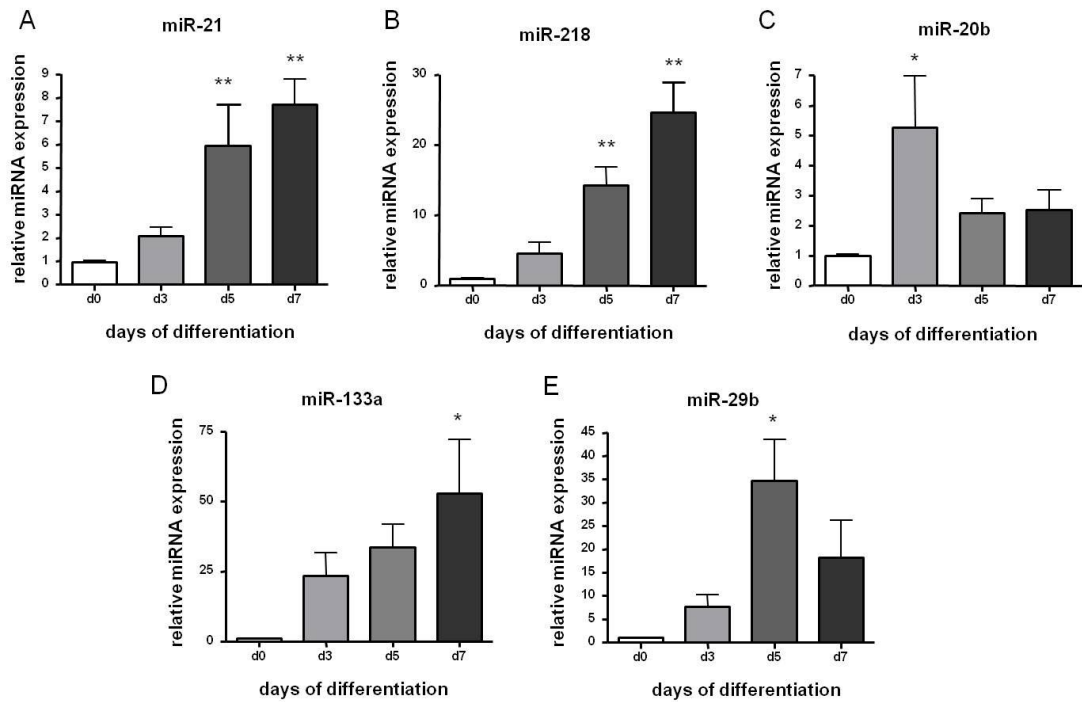 A
miR-21
relative miRNA expression
9
8
7
6
5
4
3
2
1
0
**
**
d0 d3 d5 d7
days of differentiation
B
miR-218
relative miRNA expression
30
20
10
0
**
**
d0 d3 d5 d7
days of differentiation
C
miR-20b
relative miRNA expression
7
6
5
4
3
2
1
0
*
d0 d3 d5 d7
days of differentiation
D
miR-133a
relative miRNA expression
75
50
25
0
*
d0 d3 d5 d7
days of differentiation
E
miR-29b
relative miRNA expression
45
40
35
30
25
20
15
10
5
0
*
d0 d3 d5 d7
days of differentiation